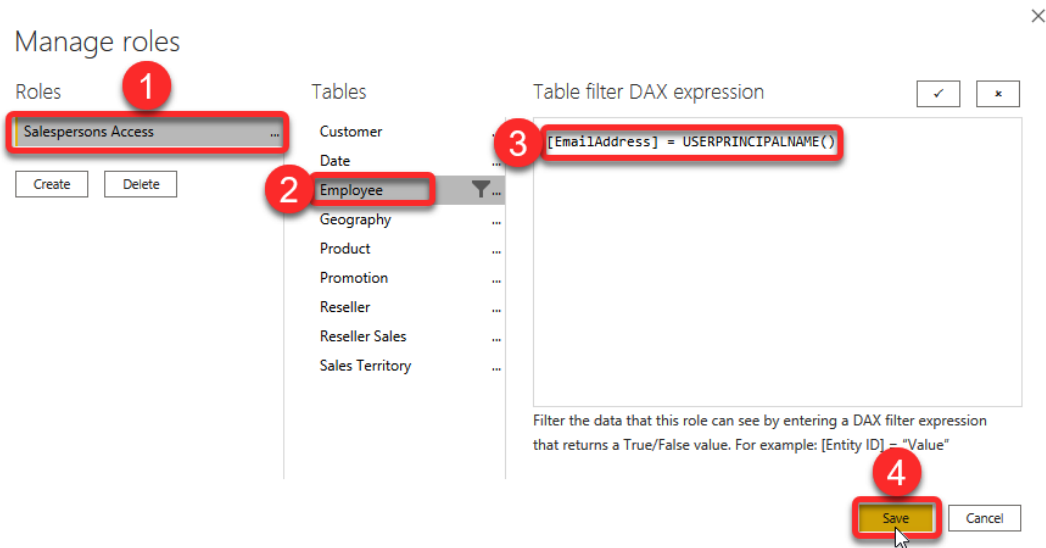 Manage roles
Roles
1
Salespersons Access ...
Create Delete
Tables
Customer ...
Date ...
2
Employee ...
Geography ...
Product ...
Promotion ...
Reseller ...
Reseller Sales ...
Sales Territory ...
Table filter DAX expression
3
[EmailAddress] = USERPRINCIPALNAME()
Filter the data that this role can see by entering a DAX filter expression
that returns a True/False value. For example: [Entity ID] = “Value”
4
Save Cancel